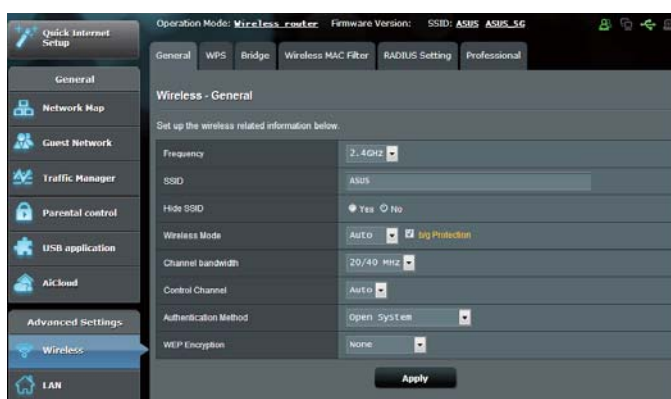 Quick Internet Setup
Operation Mode: Wireless router Firmware Version: SSID: ASUS ASUS_5G
General WPS Bridge Wireless MAC Filter RADIUS Setting Professional
General
Network Map
Guest Network
Traffic Manager
Parental control
USB application
AiCloud
Advanced Settings
Wireless
LAN
Wireless - General
Set up the wireless related information below.
Frequency 2.4GHz
SSID ASUS
Hide SSID Yes No
Wireless Mode Auto b/g Protection
Channel bandwidth 20/40 MHz
Control Channel Auto
Authentication Method Open System
WEP Encryption None
Apply